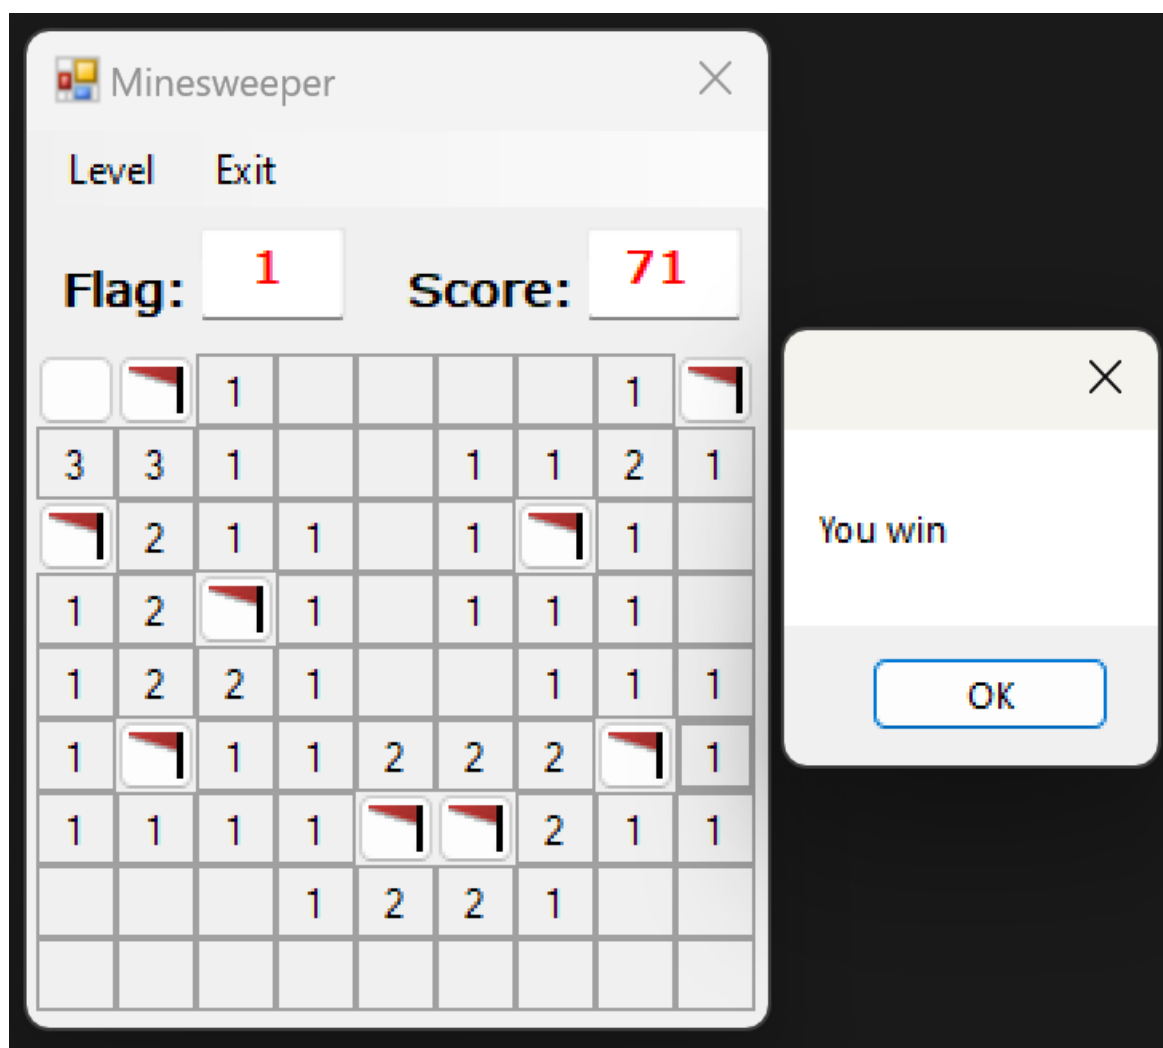 Minesweeper
Level Exit
Flag: 1 Score: 71
1 1
3 3 1 1 1 2 1
2 1 1 1 1
1 2 1 1 1 1
1 2 2 1 1 1 1
1 1 1 2 2 2 1
1 1 1 1 2 1 1
1 2 2 1
You win
OK